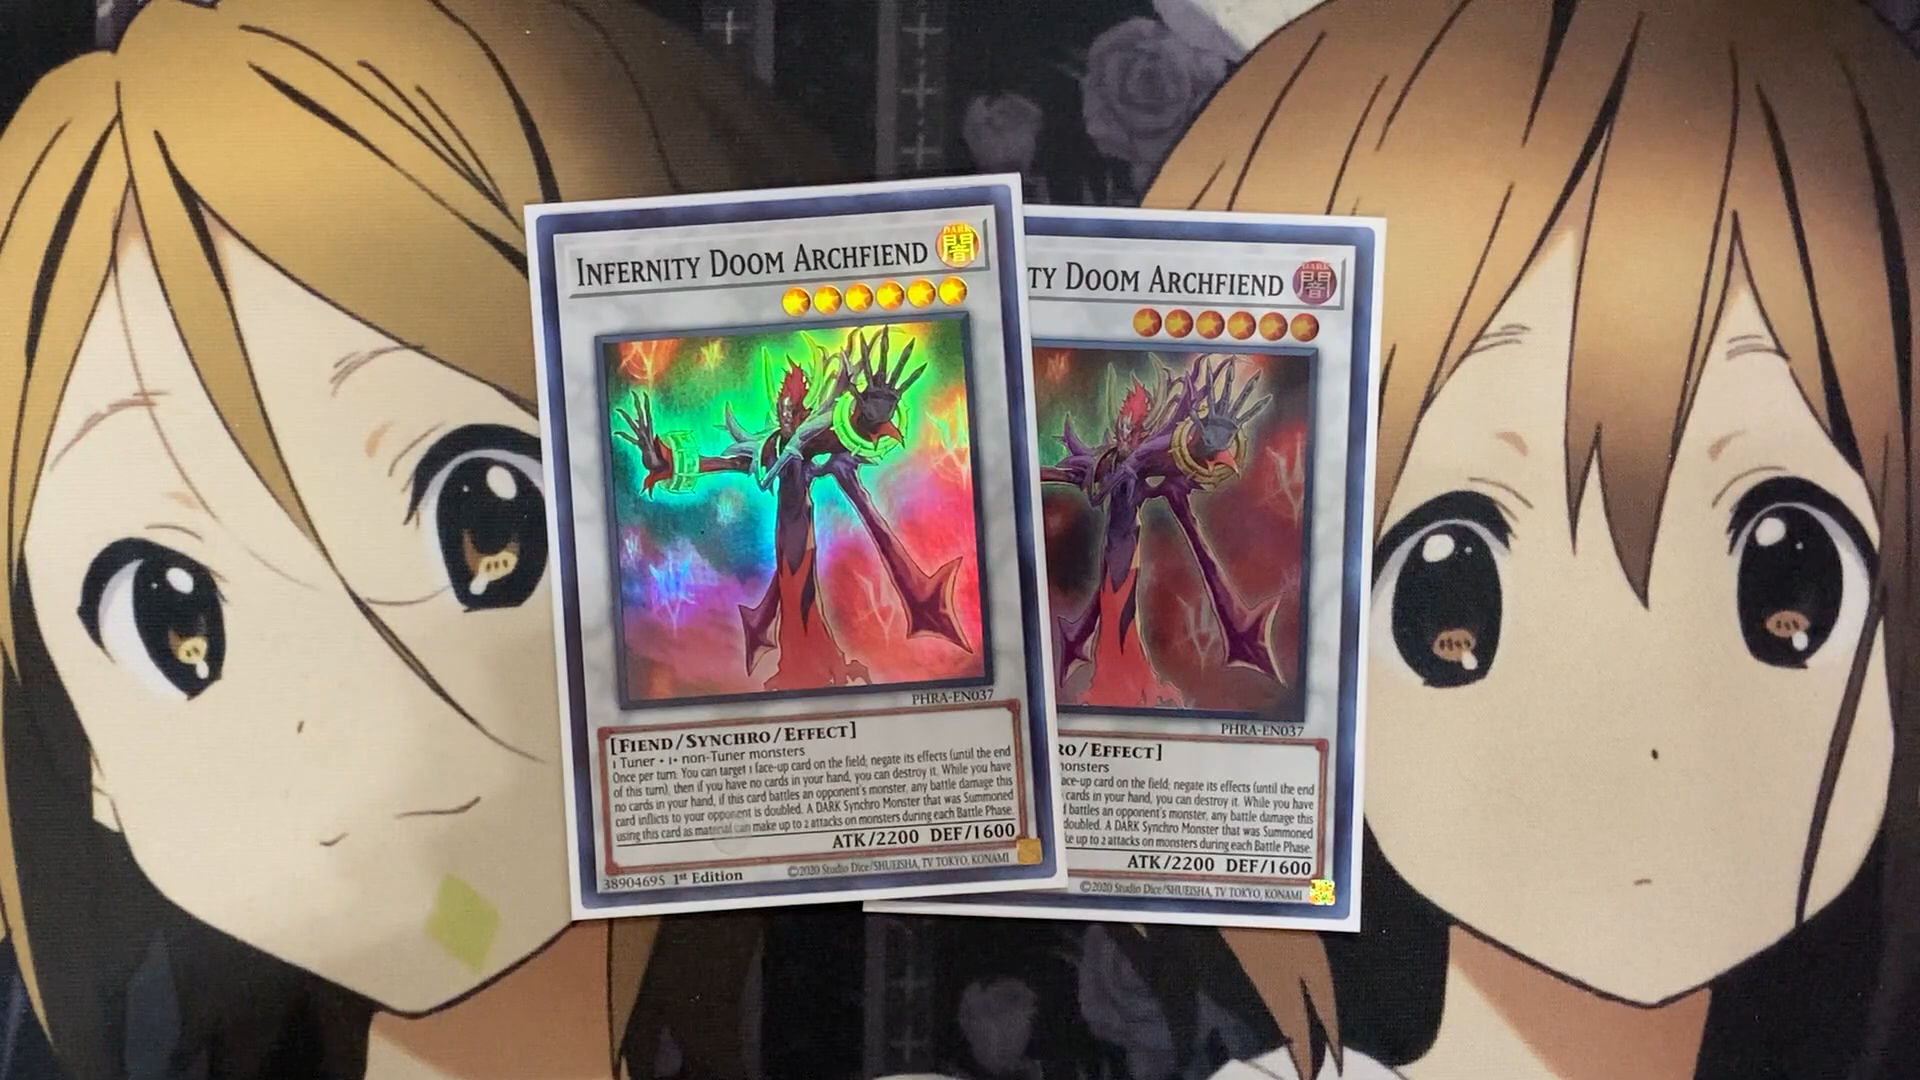 INFERNITY DOOM ARCHFIEND
DARK
闇
PHRA-EN037
[FIEND/SYNCHRO/EFFECT]
1 Tuner + 1+ non-Tuner monsters
Once per turn: You can target 1 face-up card on the field; negate its effects (until the end
of this turn), then if you have no cards in your hand, you can destroy it. While you have
no cards in your hand, if this card battles an opponent's monster, any battle damage this
card inflicts to your opponent is doubled. A DARK Synchro Monster that was Summoned
using this card as material can make up to 2 attacks on monsters during each Battle Phase.
ATK/2200 DEF/1600
38904695 1st Edition
©2020 Studio Dice/SHUEISHA, TV TOKYO, KONAMI
TY DOOM ARCHFIEND
DARK
闇
PHRA-EN037
RO/EFFECT]
monsters
ace-up card on the field; negate its effects (until the end
cards in your hand, you can destroy it. While you have
battles an opponent's monster, any battle damage this
doubled. A DARK Synchro Monster that was Summoned
ke up to 2 attacks on monsters during each Battle Phase.
ATK/2200 DEF/1600
©2020 Studio Dice/SHUEISHA, TV TOKYO, KONAMI